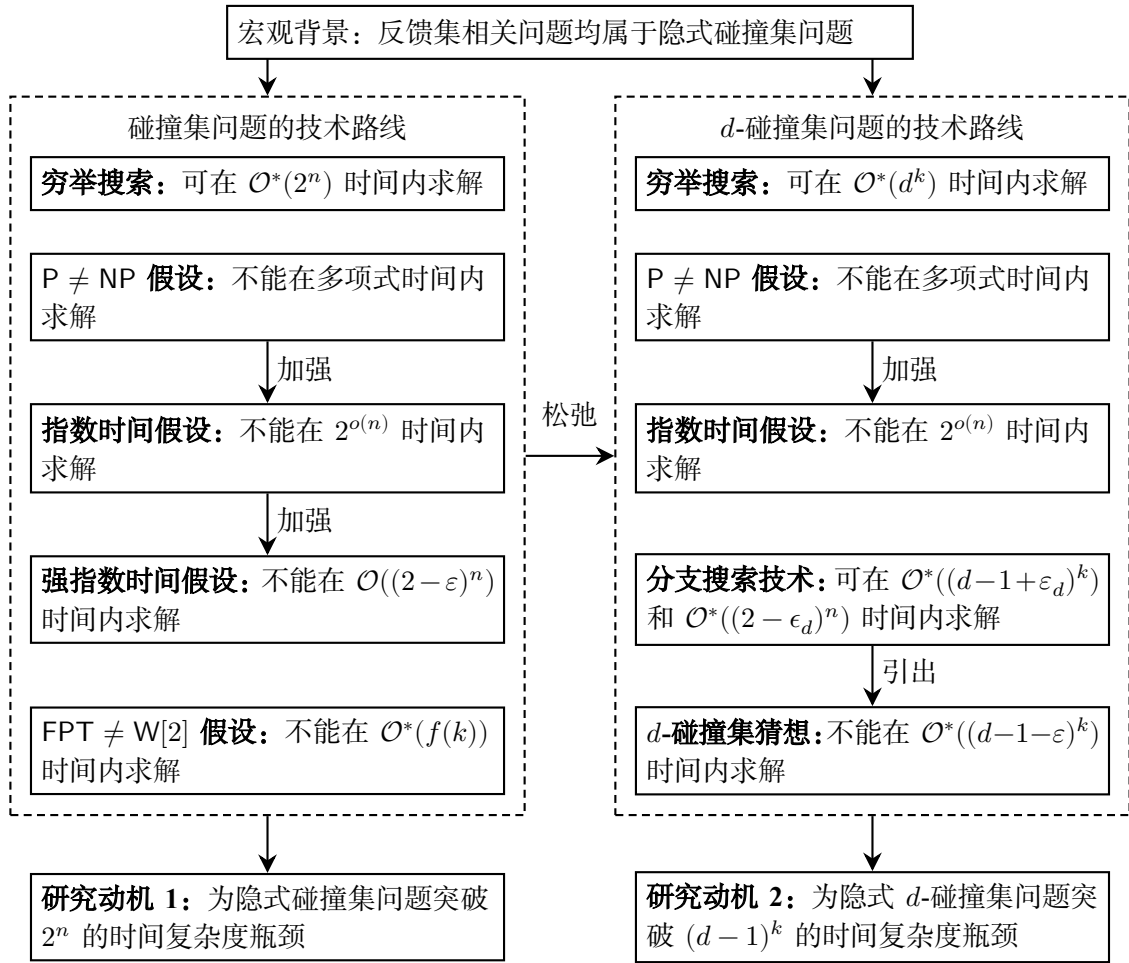 宏观背景：反馈集相关问题均属于隐式碰撞集问题
碰撞集问题的技术路线
穷举搜索：可在 O*(2^n) 时间内求解
P ≠ NP 假设：不能在多项式时间内
求解
加强
指数时间假设：不能在 2^{o(n)} 时间内
求解
加强
强指数时间假设：不能在 O((2−ε)^n)
时间内求解
FPT ≠ W[2] 假设：不能在 O*(f(k))
时间内求解
研究动机 1：为隐式碰撞集问题突破
2^n 的时间复杂度瓶颈
松弛
d-碰撞集问题的技术路线
穷举搜索：可在 O*(d^k) 时间内求解
P ≠ NP 假设：不能在多项式时间内
求解
加强
指数时间假设：不能在 2^{o(n)} 时间内
求解
分支搜索技术：可在 O*((d−1+ε_d)^k)
和 O*((2 − ϵ_d)^n) 时间内求解
引出
d-碰撞集猜想：不能在 O*((d−1−ε)^k)
时间内求解
研究动机 2：为隐式 d-碰撞集问题突
破 (d − 1)^k 的时间复杂度瓶颈